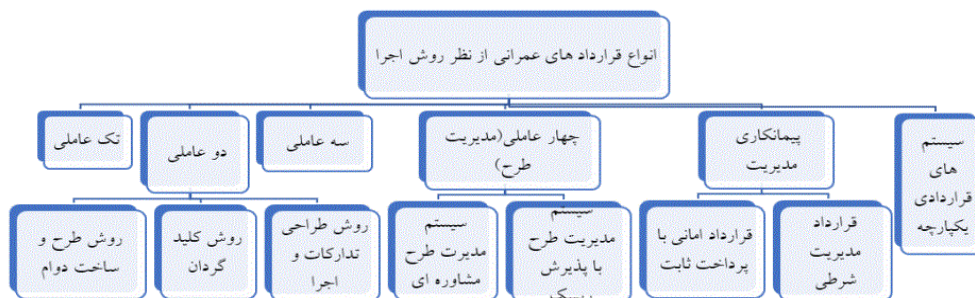 انواع قرارداد های عمرانی از نظر روش اجرا
تک عاملی
دو عاملی
سه عاملی
چهار عاملی(مدیریت
طرح)
پیمانکاری
مدیریت
سیستم
های
قراردادی
یکپارچه
روش طرح و
ساخت دوام
روش کلید
گردان
روش طراحی
تدارکات و
اجرا
سیستم
مدیرت طرح
مشاوره ای
سیستم
مدیریت طرح
با پذیرش
قرارداد امانی با
پرداخت ثابت
قرارداد
مدیریت
شرطی